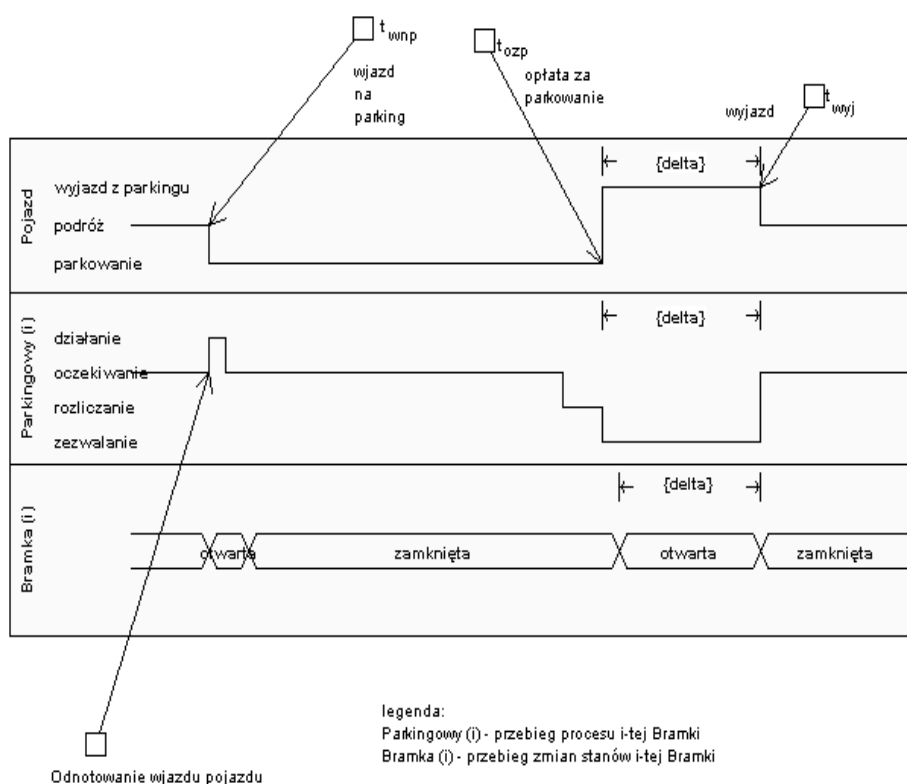 t wnp
wjazd
na
parking
t ozp
opłata za
parkowanie
wyjazd
t wyj
Pojazd
wyjazd z parkingu
podróż
parkowanie
{delta}
Parkingowy (i)
działanie
oczekiwanie
rozliczanie
zezwalanie
{delta}
Bramka (i)
{delta}
otwarta
zamknięta
otwarta
zamknięta
Odnotowanie wjazdu pojazdu
legenda:
Parkingowy (i) - przebieg procesu i-tej Bramki
Bramka (i) - przebieg zmian stanów i-tej Bramki